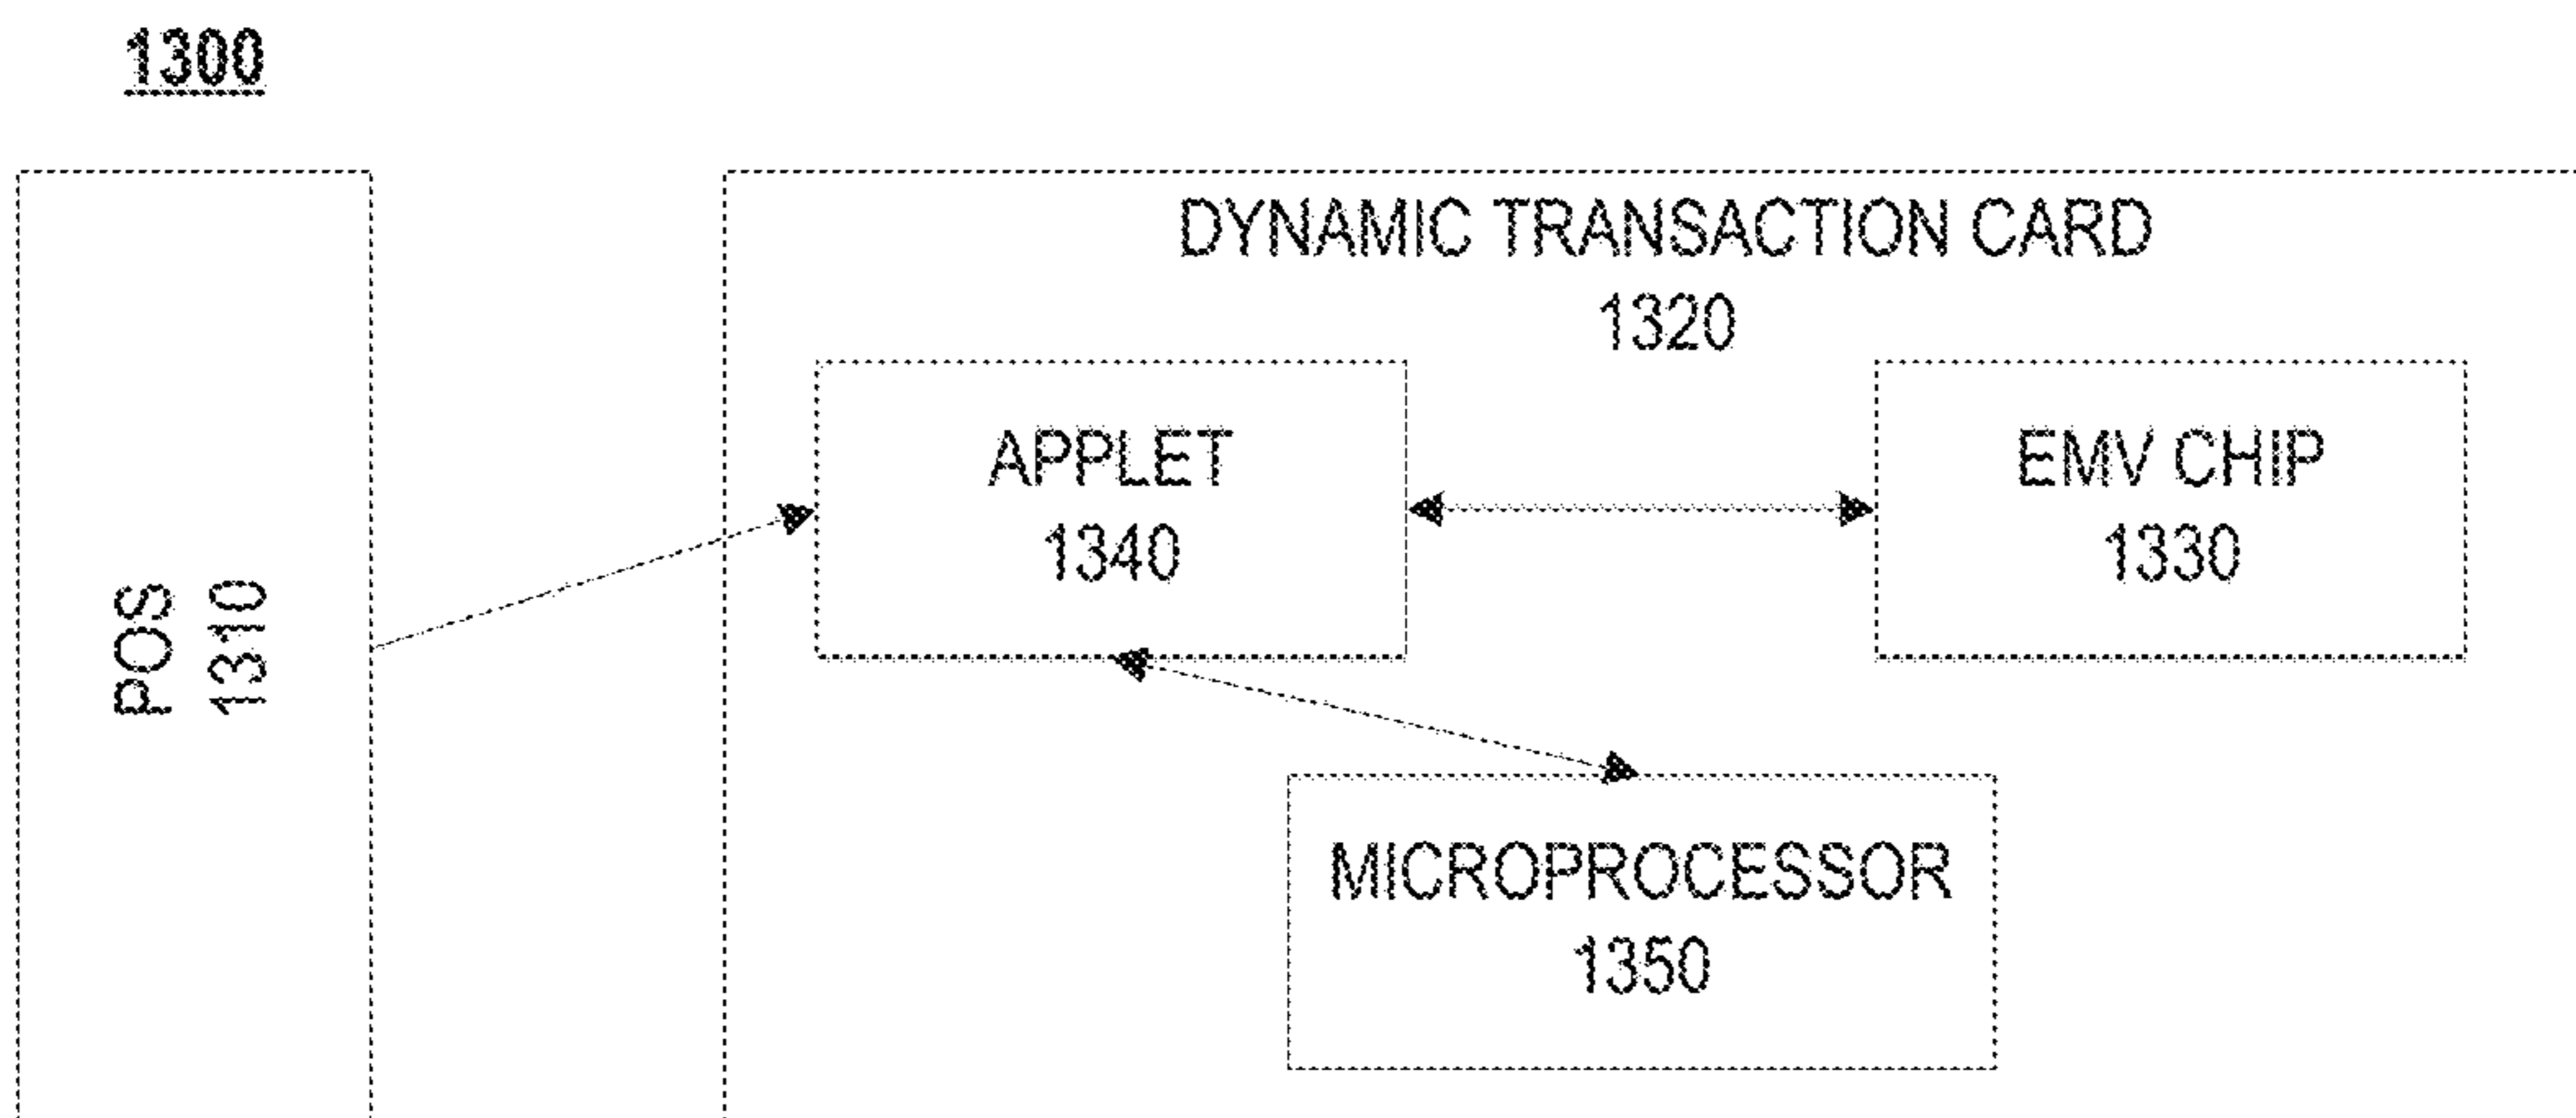 1300
POS
1310
DYNAMIC TRANSACTION CARD
1320
APPLET
1340
EMV CHIP
1330
MICROPROCESSOR
1350